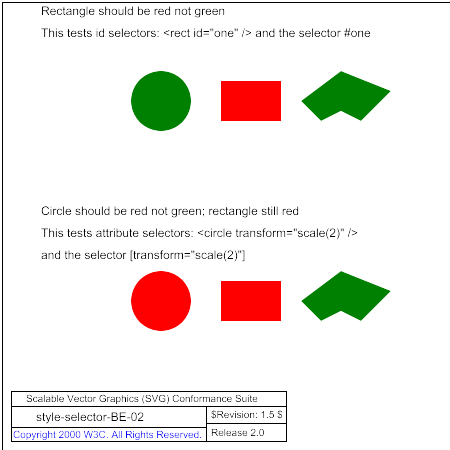 Rectangle should be red not green
This tests id selectors: <rect id="one" /> and the selector #one
Circle should be red not green; rectangle still red
This tests attribute selectors: <circle transform="scale(2)" />
and the selector [transform="scale(2)"]
Scalable Vector Graphics (SVG) Conformance Suite
style-selector-BE-02
$Revision: 1.5 $
Copyright 2000 W3C. All Rights Reserved.
Release 2.0